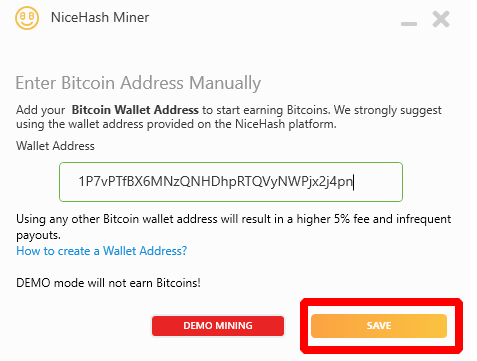 NiceHash Miner
Enter Bitcoin Address Manually
Add your Bitcoin Wallet Address to start earning Bitcoins. We strongly suggest
using the wallet address provided on the NiceHash platform.
Wallet Address
1P7vPTfBX6MNzQNHDhpRTQVyNWPjx2j4pn
Using any other Bitcoin wallet address will result in a higher 5% fee and infrequent
payouts.
How to create a Wallet Address?
DEMO mode will not earn Bitcoins!
DEMO MINING
SAVE